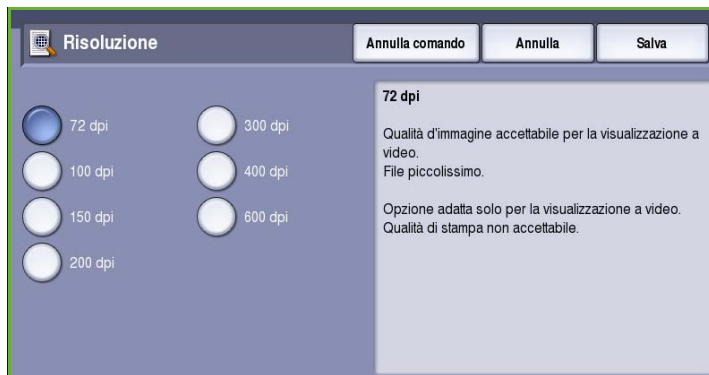 Risoluzione
Annulla comando
Annulla
Salva
72 dpi
100 dpi
150 dpi
200 dpi
300 dpi
400 dpi
600 dpi
72 dpi
Qualità d'immagine accettabile per la visualizzazione a
video.
File piccolissimo.
Opzione adatta solo per la visualizzazione a video.
Qualità di stampa non accettabile.